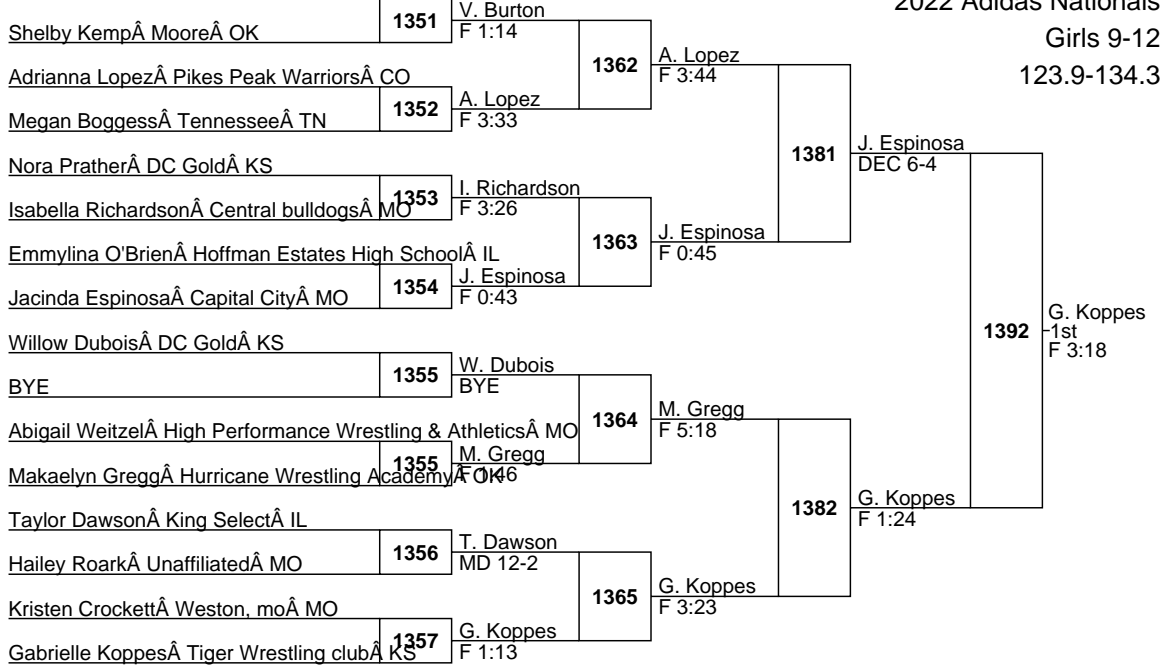 2022 Adidas Nationals
Girls 9-12
123.9-134.3
Shelby KempÂ MooreÂ OK
1351
V. Burton
F 1:14
Adrianna LopezÂ Pikes Peak WarriorsÂ CO
Megan BoggessÂ TennesseeÂ TN
1352
A. Lopez
F 3:33
1362
A. Lopez
F 3:44
Nora PratherÂ DC GoldÂ KS
Isabella RichardsonÂ Central bulldogsÂ MO
1353
I. Richardson
F 3:26
Emmylina O'BrienÂ Hoffman Estates High SchoolÂ IL
Jacinda EspinosaÂ Capital CityÂ MO
1354
J. Espinosa
F 0:43
1363
J. Espinosa
F 0:45
1381
J. Espinosa
DEC 6-4
Willow DuboisÂ DC GoldÂ KS
BYE
1355
W. Dubois
BYE
Abigail WeitzelÂ High Performance Wrestling & AthleticsÂ MO
Makaelyn GreggÂ Hurricane Wrestling AcademyÂ OK
1355
M. Gregg
F 1:46
1364
M. Gregg
F 5:18
Taylor DawsonÂ King SelectÂ IL
Hailey RoarkÂ UnaffiliatedÂ MO
1356
T. Dawson
MD 12-2
Kristen CrockettÂ Weston, moÂ MO
Gabrielle KoppesÂ Tiger Wrestling clubÂ KS
1357
G. Koppes
F 1:13
1365
G. Koppes
F 3:23
1382
G. Koppes
F 1:24
1392
G. Koppes
1st
F 3:18